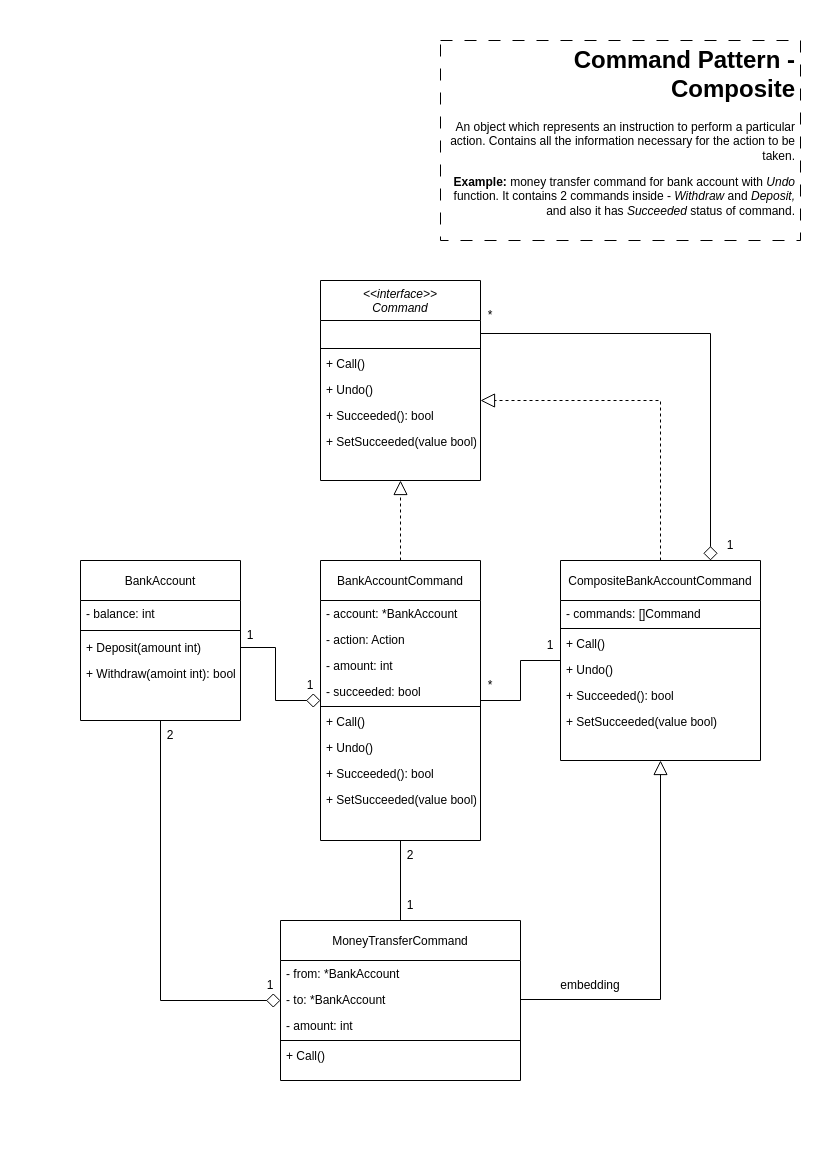 Command Pattern -
Composite
An object which represents an instruction to perform a particular
action. Contains all the information necessary for the action to be
taken.
Example: money transfer command for bank account with Undo
function. It contains 2 commands inside - Withdraw and Deposit,
and also it has Succeeded status of command.
<<interface>>
Command
*
+ Call()
+ Undo()
+ Succeeded(): bool
+ SetSucceeded(value bool)
1
BankAccount
- balance: int
+ Deposit(amount int)
+ Withdraw(amoint int): bool
1
2
BankAccountCommand
- account: *BankAccount
- action: Action
- amount: int
- succeeded: bool
+ Call()
+ Undo()
+ Succeeded(): bool
+ SetSucceeded(value bool)
1
*
2
CompositeBankAccountCommand
- commands: []Command
+ Call()
+ Undo()
+ Succeeded(): bool
+ SetSucceeded(value bool)
1
1
MoneyTransferCommand
- from: *BankAccount
- to: *BankAccount
- amount: int
+ Call()
1
embedding